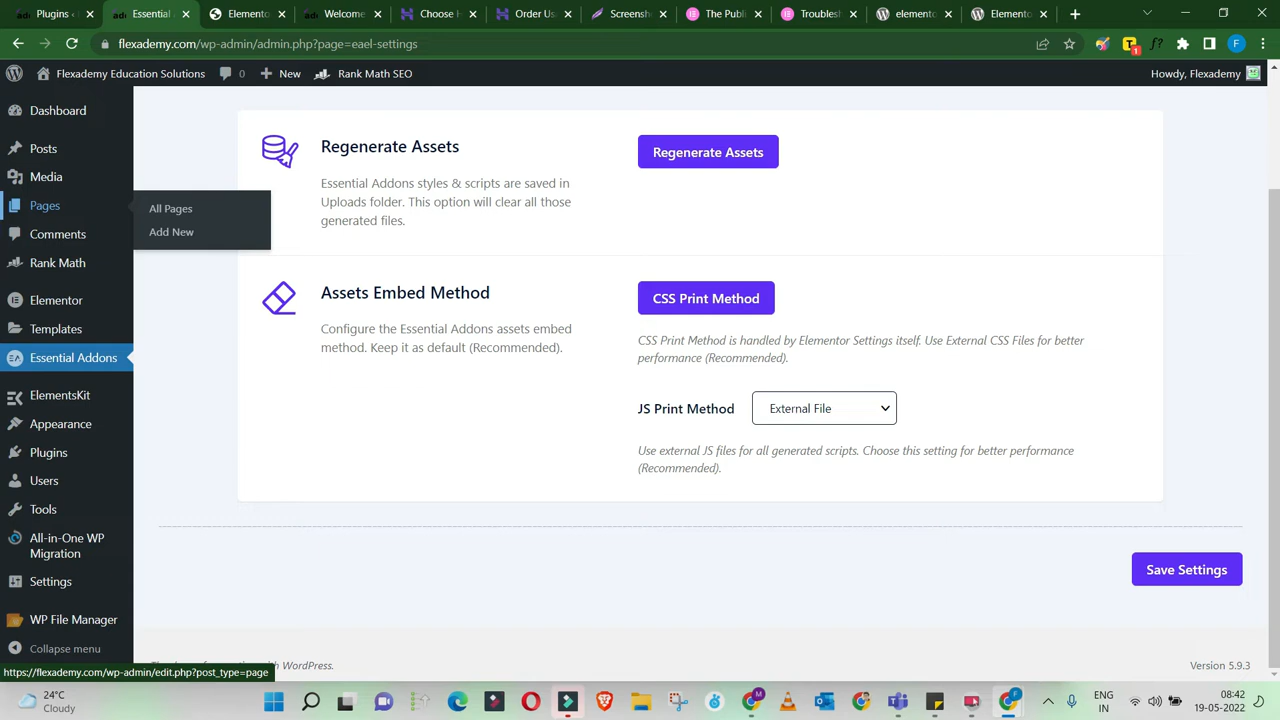 Plugins
Essential
Elemento
Welcome
Choose H
Order Us
Screensh
The Publi
Troublesh
elemento
Elemento
flexademy.com/wp-admin/admin.php?page=eael-settings
1
F
Flexademy Education Solutions
0
New
Rank Math SEO
Howdy, Flexademy
Dashboard
Posts
Media
Pages
All Pages
Add New
Comments
Rank Math
Elementor
Templates
Essential Addons
ElementsKit
Appearance
Plugins
Users
Tools
All-in-One WP
Migration
Settings
WP File Manager
Collapse menu
Regenerate Assets
Essential Addons styles & scripts are saved in
Uploads folder. This option will clear all those
generated files.
Regenerate Assets
Assets Embed Method
Configure the Essential Addons assets embed
method. Keep it as default (Recommended).
CSS Print Method
CSS Print Method is handled by Elementor Settings itself. Use External CSS Files for better
performance (Recommended).
JS Print Method
External File
Use external JS files for all generated scripts. Choose this setting for better performance
(Recommended).
Save Settings
WordPress.
Version 5.9.3
https://flexademy.com/wp-admin/edit.php?post_type=page
24°C
Cloudy
M
F
ENG
IN
08:42
19-05-2022